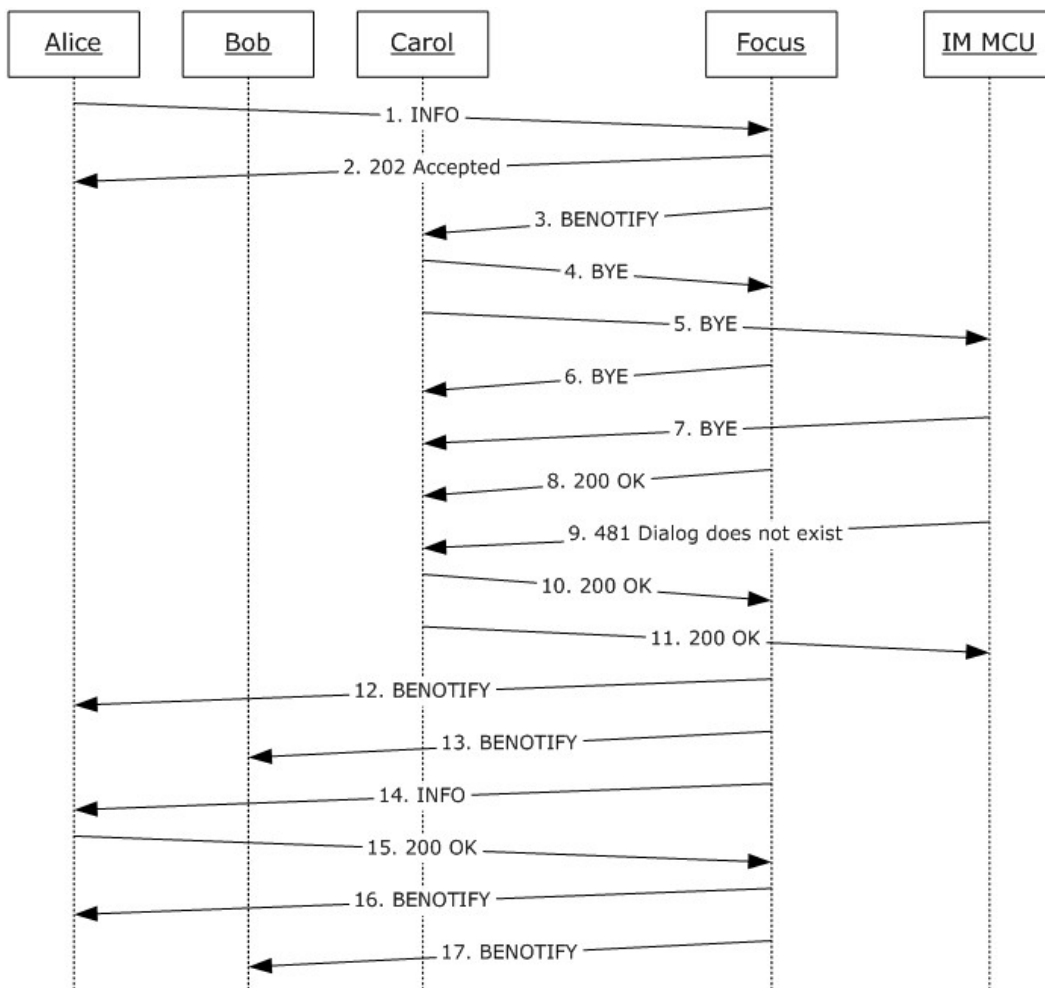 Alice
Bob
Carol
Focus
IM MCU
1. INFO
2. 202 Accepted
3. BENOTIFY
4. BYE
5. BYE
6. BYE
7. BYE
8. 200 OK
9. 481 Dialog does not exist
10. 200 OK
11. 200 OK
12. BENOTIFY
13. BENOTIFY
14. INFO
15. 200 OK
16. BENOTIFY
17. BENOTIFY